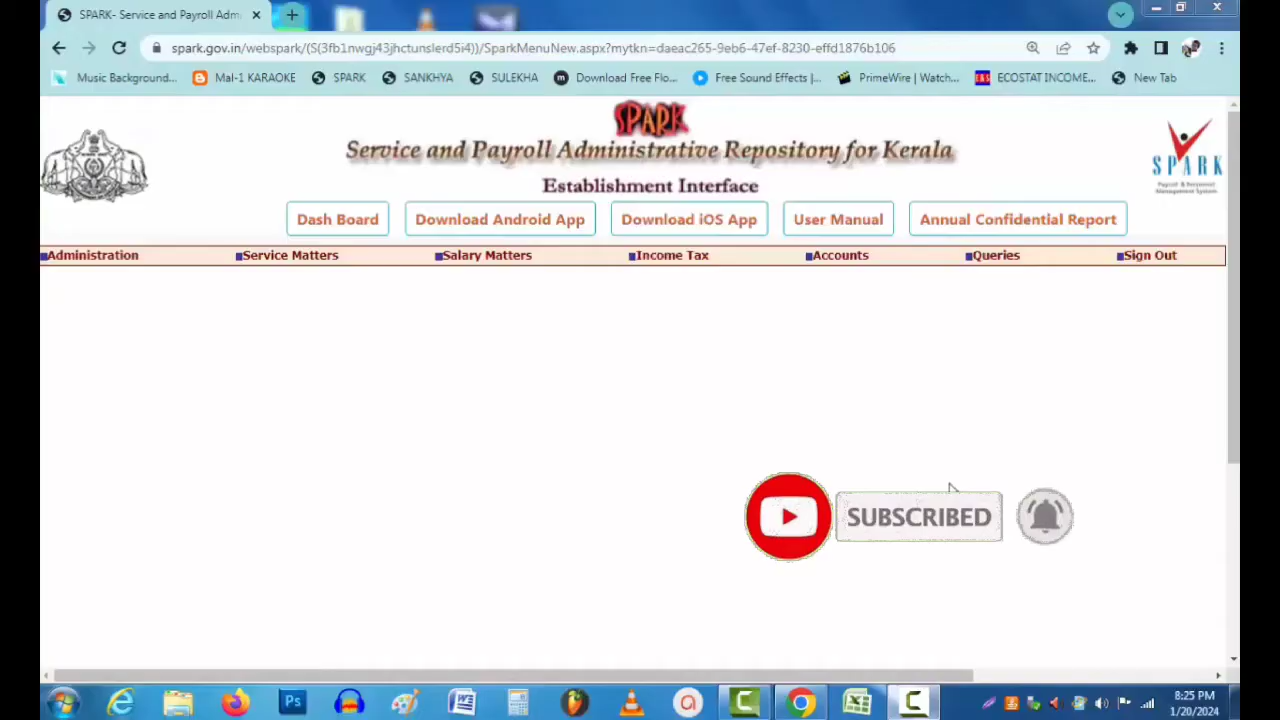 SPARK- Service and Payroll Adm
spark.gov.in/webspark/(S(3fb1nwgj43jhctunslerd5i4))/SparkMenuNew.aspx?mytkn=daeac265-9eb6-47ef-8230-effd1876b106
Music Background... Mal-1 KARAOKE SPARK SANKHYA SULEKHA Download Free Flo... Free Sound Effects |... PrimeWire | Watch... ECOSTAT INCOME... New Tab
SPARK
Service and Payroll Administrative Repository for Kerala
SPARK
Payroll & Personnel
Management System
Establishment Interface
Dash Board Download Android App Download iOS App User Manual Annual Confidential Report
Administration Service Matters Salary Matters Income Tax Accounts Queries Sign Out
SUBSCRIBED
8:25 PM
1/20/2024